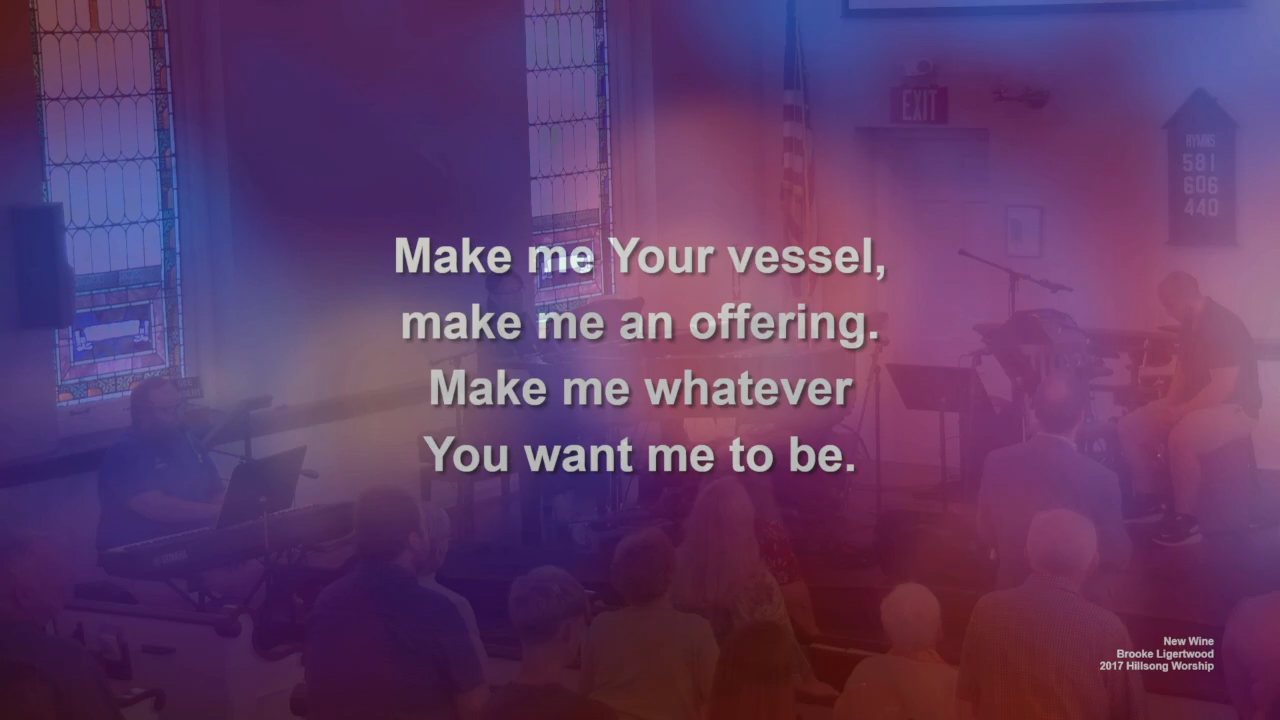 EXIT
HYMNS
581
606
440
Make me Your vessel,
make me an offering.
Make me whatever
You want me to be.
New Wine
Brooke Ligertwood
2017 Hillsong Worship